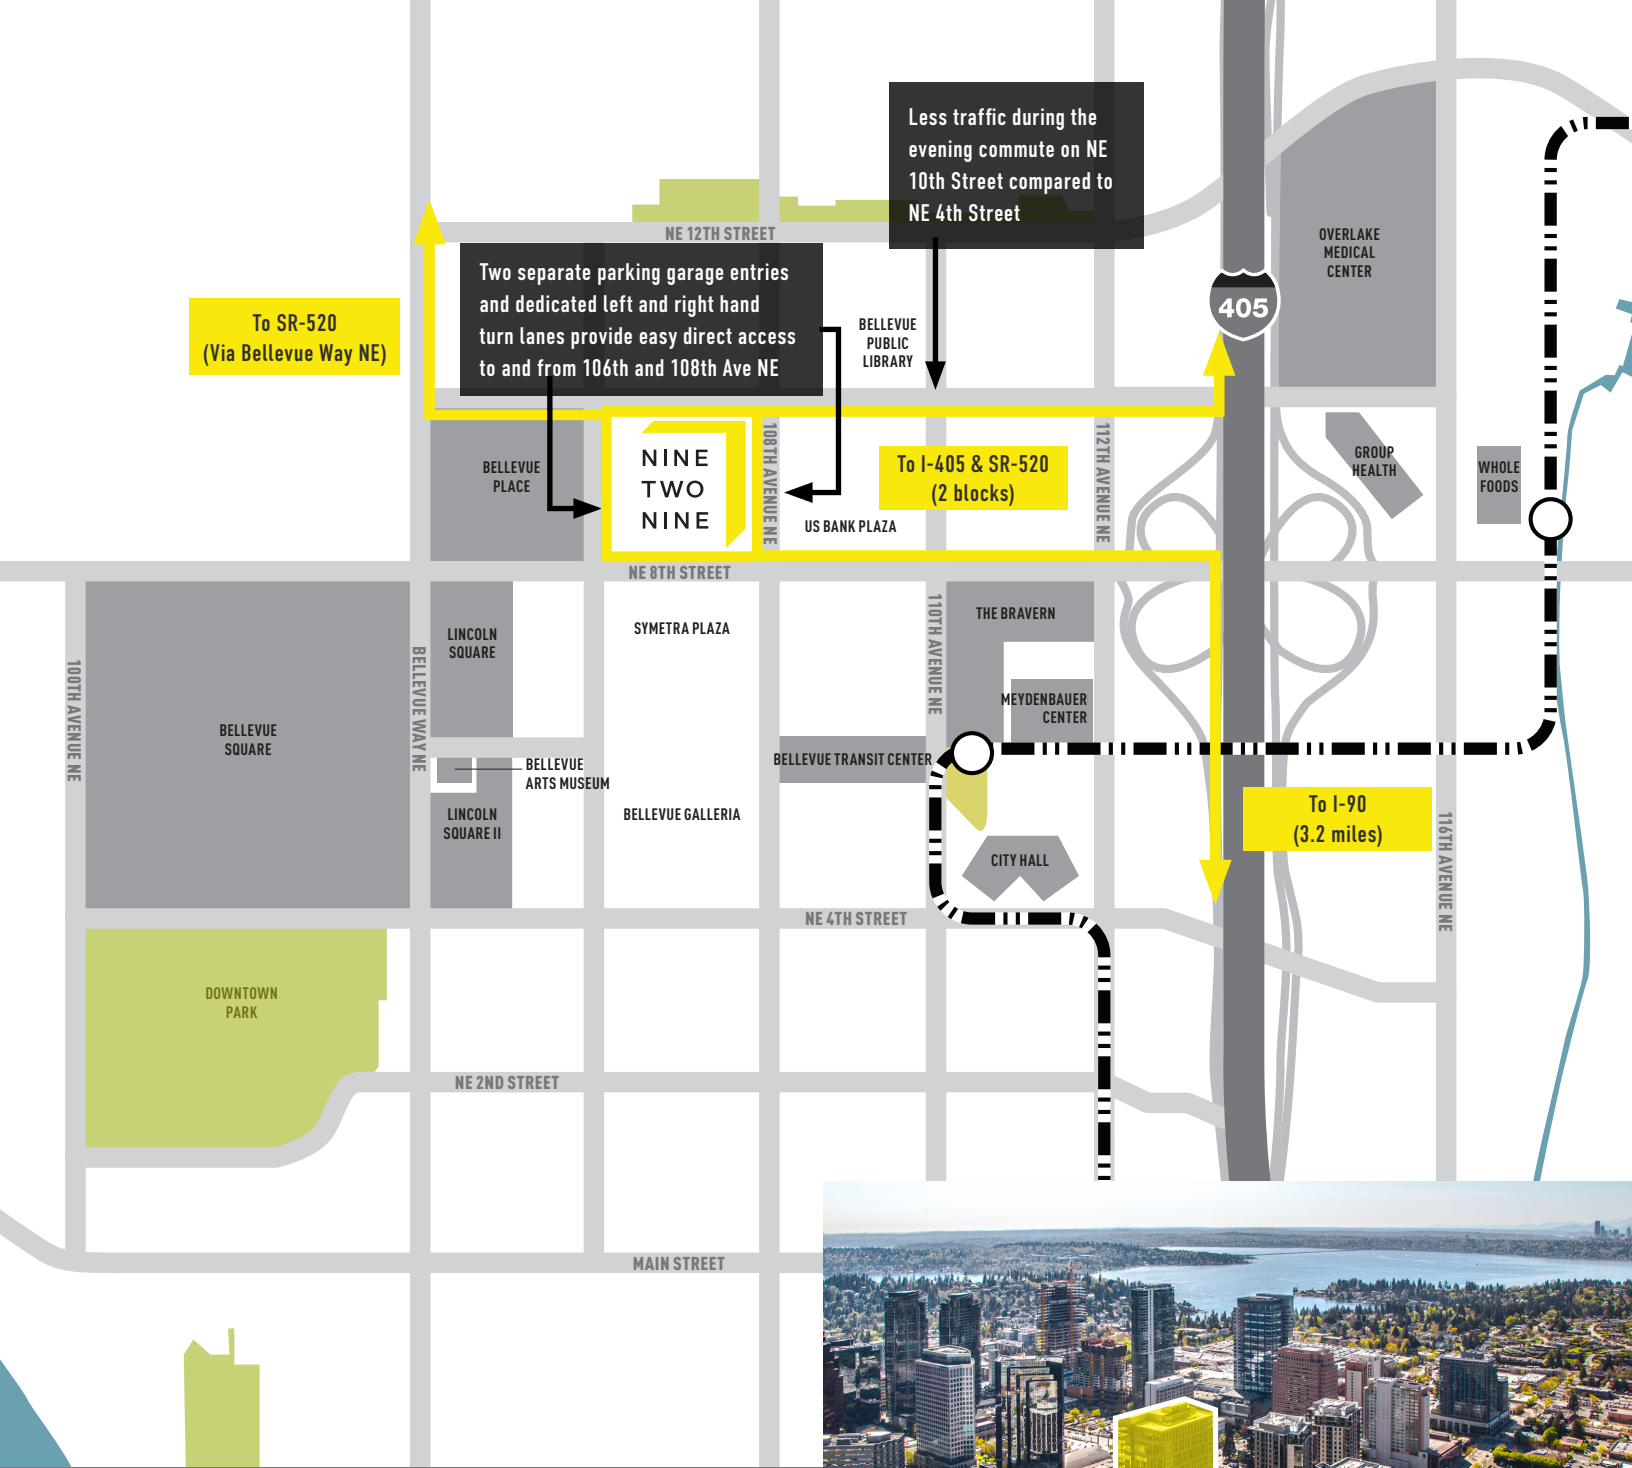 Less traffic during the
evening commute on NE
10th Street compared to
NE 4th Street
NE 12TH STREET
OVERLAKE
MEDICAL
CENTER
Two separate parking garage entries
and dedicated left and right hand
turn lanes provide easy direct access
to and from 106th and 108th Ave NE
To SR-520
(Via Bellevue Way NE)
405
BELLEVUE
PUBLIC
LIBRARY
108TH AVENUE NE
112TH AVENUE NE
NINE
TWO
NINE
BELLEVUE
PLACE
To I-405 & SR-520
(2 blocks)
GROUP
HEALTH
WHOLE
FOODS
US BANK PLAZA
NE 8TH STREET
110TH AVENUE NE
THE BRAVERN
SYMETRA PLAZA
LINCOLN
SQUARE
100TH AVENUE NE
BELLEVUE WAY NE
BELLEVUE
SQUARE
MEYDENBAUER
CENTER
BELLEVUE TRANSIT CENTER
BELLEVUE
ARTS MUSEUM
LINCOLN
SQUARE II
BELLEVUE GALLERIA
To I-90
(3.2 miles)
116TH AVENUE NE
CITY HALL
NE 4TH STREET
DOWNTOWN
PARK
NE 2ND STREET
MAIN STREET